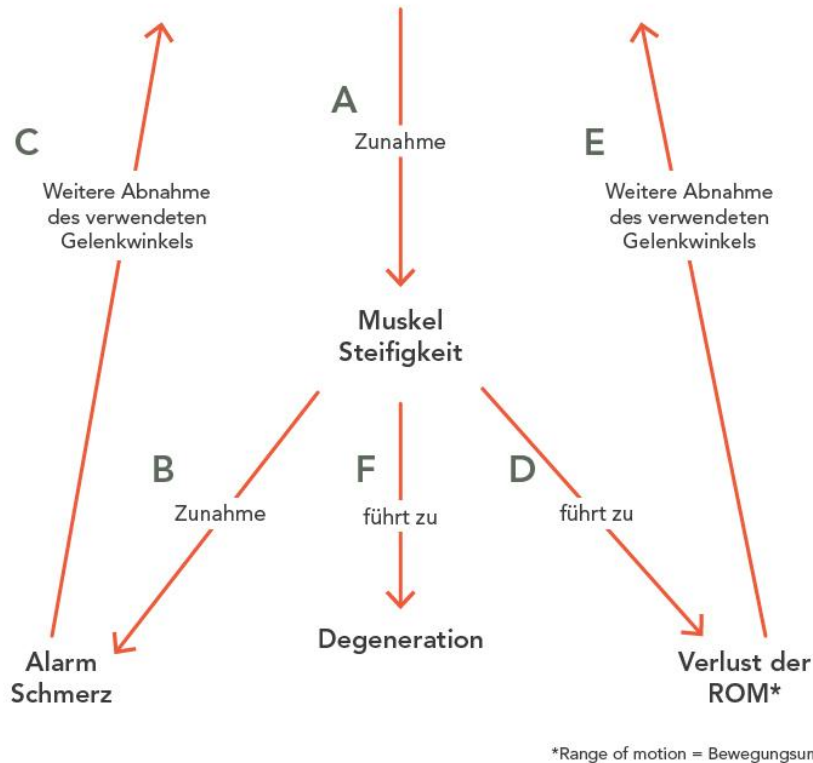 A
Zunahme
C
Weitere Abnahme
des verwendeten
Gelenkwinkels
E
Weitere Abnahme
des verwendeten
Gelenkwinkels
Muskel
Steifigkeit
B
Zunahme
F
führt zu
D
führt zu
Alarm
Schmerz
Degeneration
Verlust der
ROM*
*Range of motion =